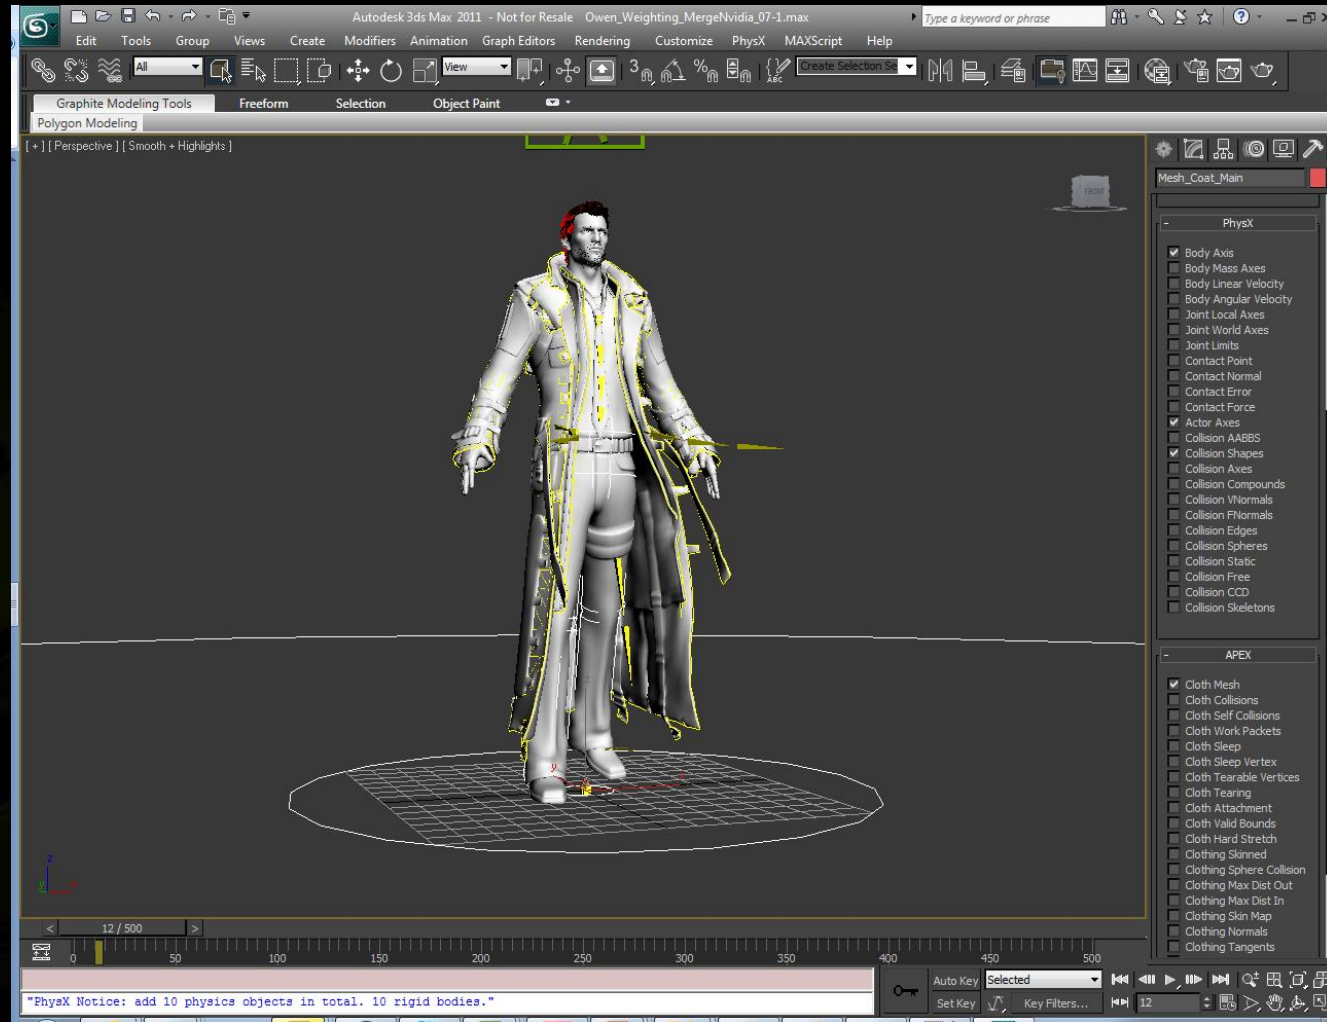 Autodesk 3ds Max 2011 - Not for Resale Owen_Weighting_MergeNvidia_07-1.max
Type a keyword or phrase
Edit Tools Group Views Create Modifiers Animation Graph Editors Rendering Customize PhysX MAXScript Help
All
View
3
ABC
Create Selection Se
Graphite Modeling Tools Freeform Selection Object Paint
Polygon Modeling
[ + ] [ Perspective ] [ Smooth + Highlights ]
FRONT
Mesh_Coat_Main
- PhysX
Body Axis
Body Mass Axes
Body Linear Velocity
Body Angular Velocity
Joint Local Axes
Joint World Axes
Joint Limits
Contact Point
Contact Normal
Contact Error
Contact Force
Actor Axes
Collision AABBS
Collision Shapes
Collision Axes
Collision Compounds
Collision VNormals
Collision FNormals
Collision Edges
Collision Spheres
Collision Static
Collision Free
Collision CCD
Collision Skeletons
- APEX
Cloth Mesh
Cloth Collisions
Cloth Self Collisions
Cloth Work Packets
Cloth Sleep
Cloth Sleep Vertex
Cloth Tearable Vertices
Cloth Tearing
Cloth Attachment
Cloth Valid Bounds
Cloth Hard Stretch
Clothing Skinned
Clothing Sphere Collision
Clothing Max Dist Out
Clothing Max Dist In
Clothing Skin Map
Clothing Normals
Clothing Tangents
y
z
y
< 12 / 500 >
0 50 100 150 200 250 300 350 400 450 500
Auto Key Selected
"PhysX Notice: add 10 physics objects in total. 10 rigid bodies."
Set Key Key Filters... 12